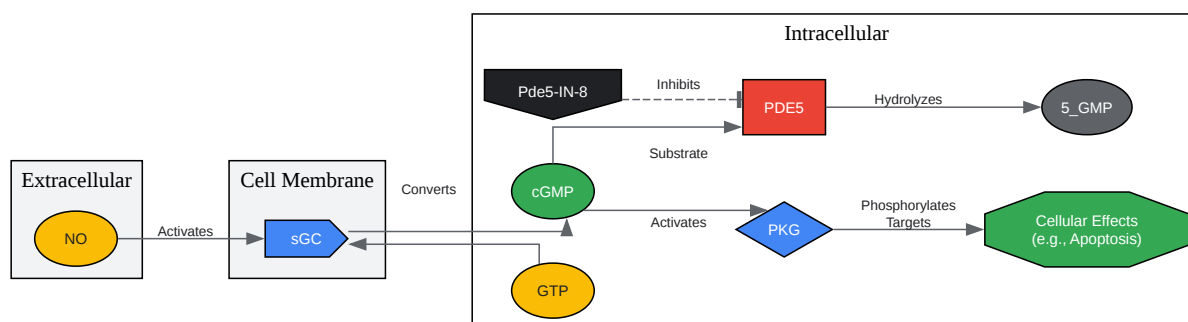 Intracellular
Pde5-IN-8
Inhibits
PDE5
Hydrolyzes
5_GMP
Substrate
Extracellular
Cell Membrane
Converts
cGMP
NO
Activates
sGC
Activates
PKG
Phosphorylates
Targets
Cellular Effects
(e.g., Apoptosis)
GTP